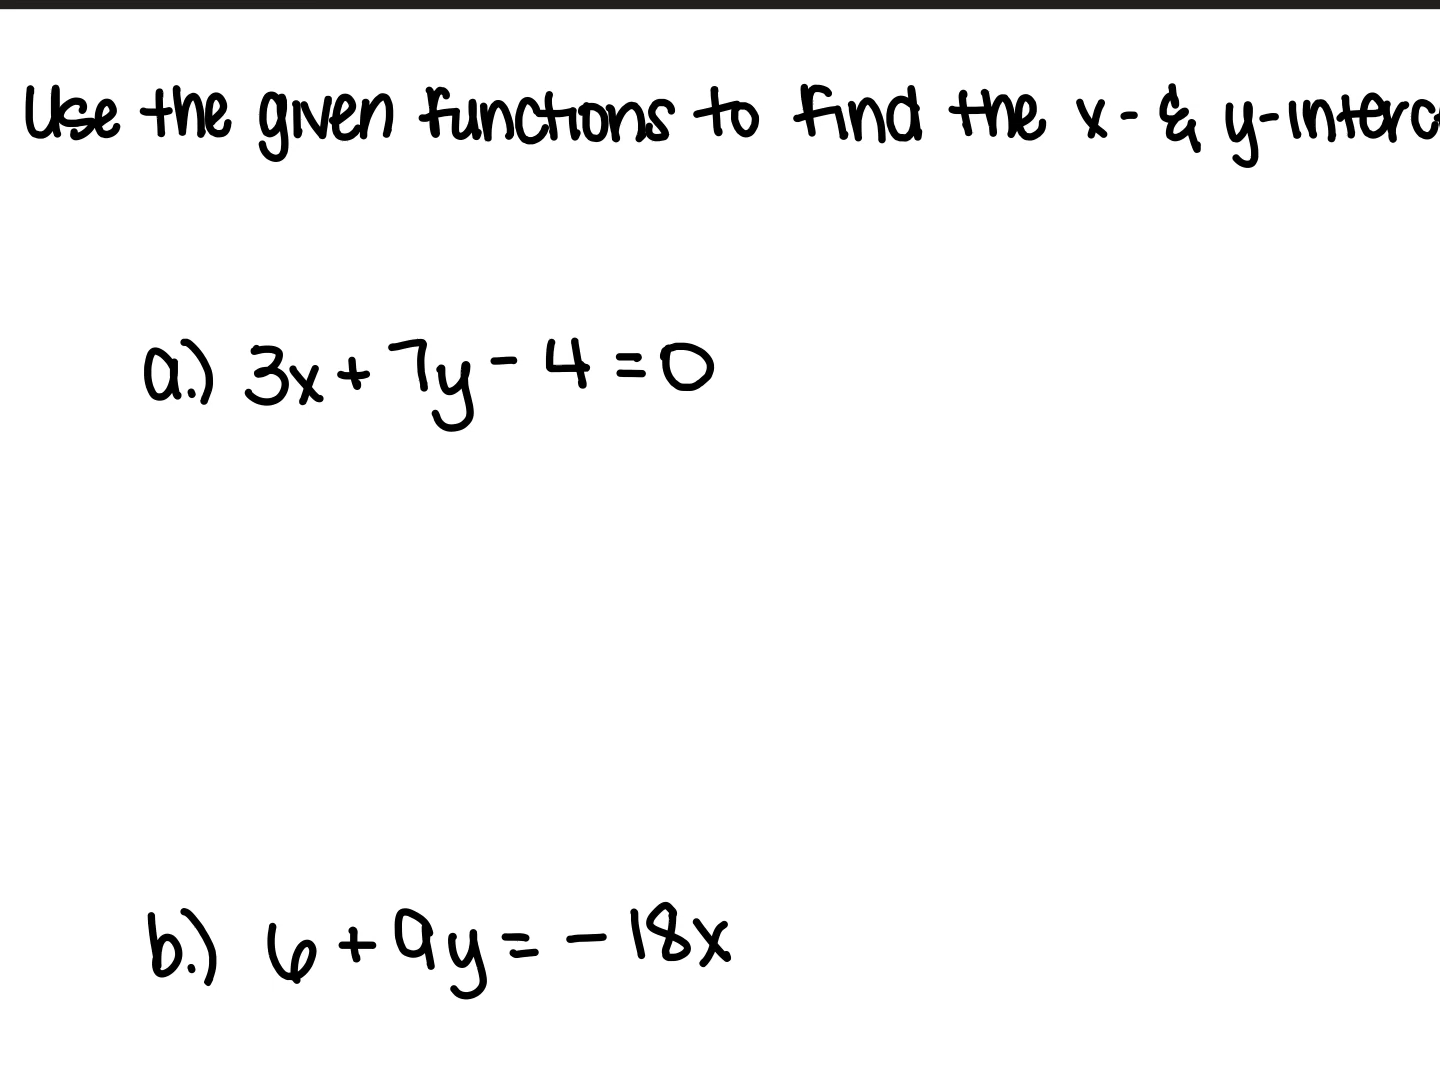 Use the given functions to find the x- & y-interc
a.) 3x + 7y - 4 = 0
b.) 6 + 9y = - 18x